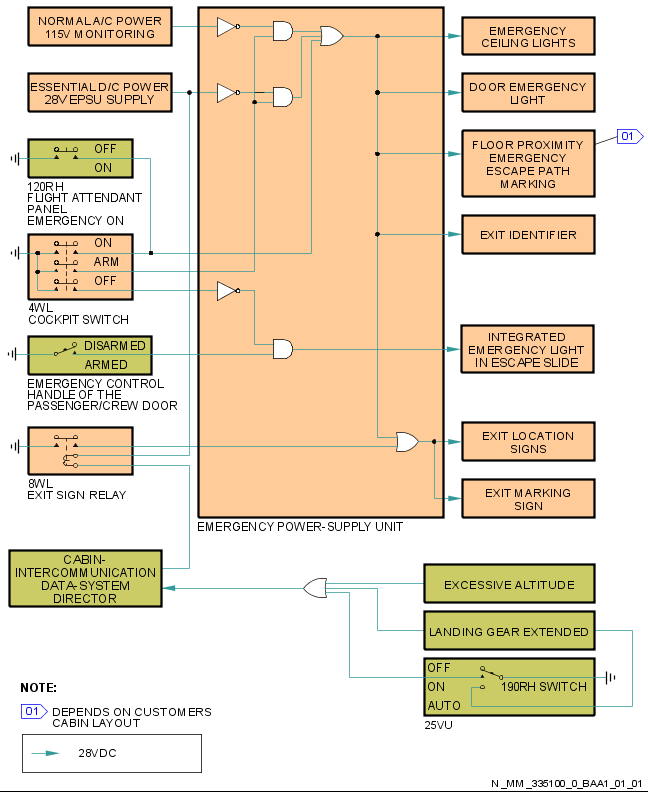 NORMAL A/C POWER
115V MONITORING
ESSENTIAL D/C POWER
28V EPSU SUPPLY
OFF
ON
120RH
FLIGHT ATTENDANT
PANEL
EMERGENCY ON
ON
ARM
OFF
4WL
COCKPIT SWITCH
DISARMED
ARMED
EMERGENCY CONTROL
HANDLE OF THE
PASSENGER/CREW DOOR
8WL
EXIT SIGN RELAY
EMERGENCY POWER-SUPPLY UNIT
EMERGENCY
CEILING LIGHTS
DOOR EMERGENCY
LIGHT
01
FLOOR PROXIMITY
EMERGENCY
ESCAPE PATH
MARKING
EXIT IDENTIFIER
INTEGRATED
EMERGENCY LIGHT
IN ESCAPE SLIDE
EXIT LOCATION
SIGNS
EXIT MARKING
SIGN
CABIN-
INTERCOMMUNICATION
DATA-SYSTEM
DIRECTOR
EXCESSIVE ALTITUDE
LANDING GEAR EXTENDED
OFF
ON
190RH SWITCH
AUTO
25VU
NOTE:
01 DEPENDS ON CUSTOMERS
CABIN LAYOUT
28VDC
N_MM_335100_0_BAA1_01_01